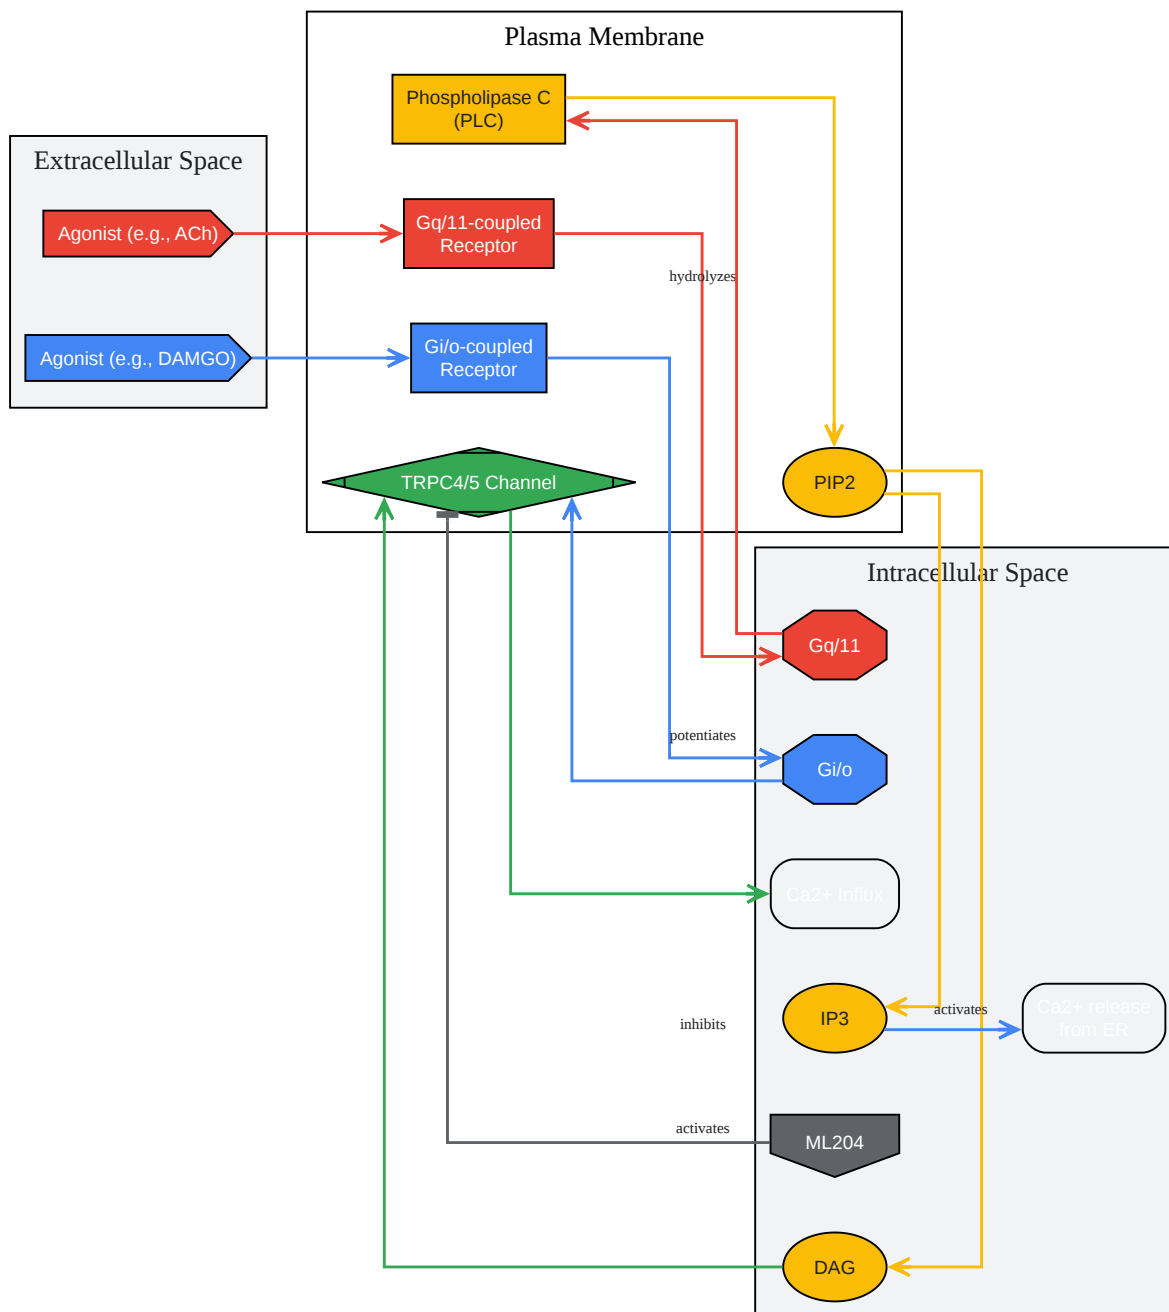 Plasma Membrane
Phospholipase C
(PLC)
Extracellular Space
Agonist (e.g., ACh)
Gq/11-coupled
Receptor
hydrolyzes
Agonist (e.g., DAMGO)
Gi/o-coupled
Receptor
TRPC4/5 Channel
PIP2
Intracellular Space
Gq/11
potentiates
Gi/o
Ca2+ Influx
IP3
activates
Ca2+ release
from ER
inhibits
activates
ML204
DAG